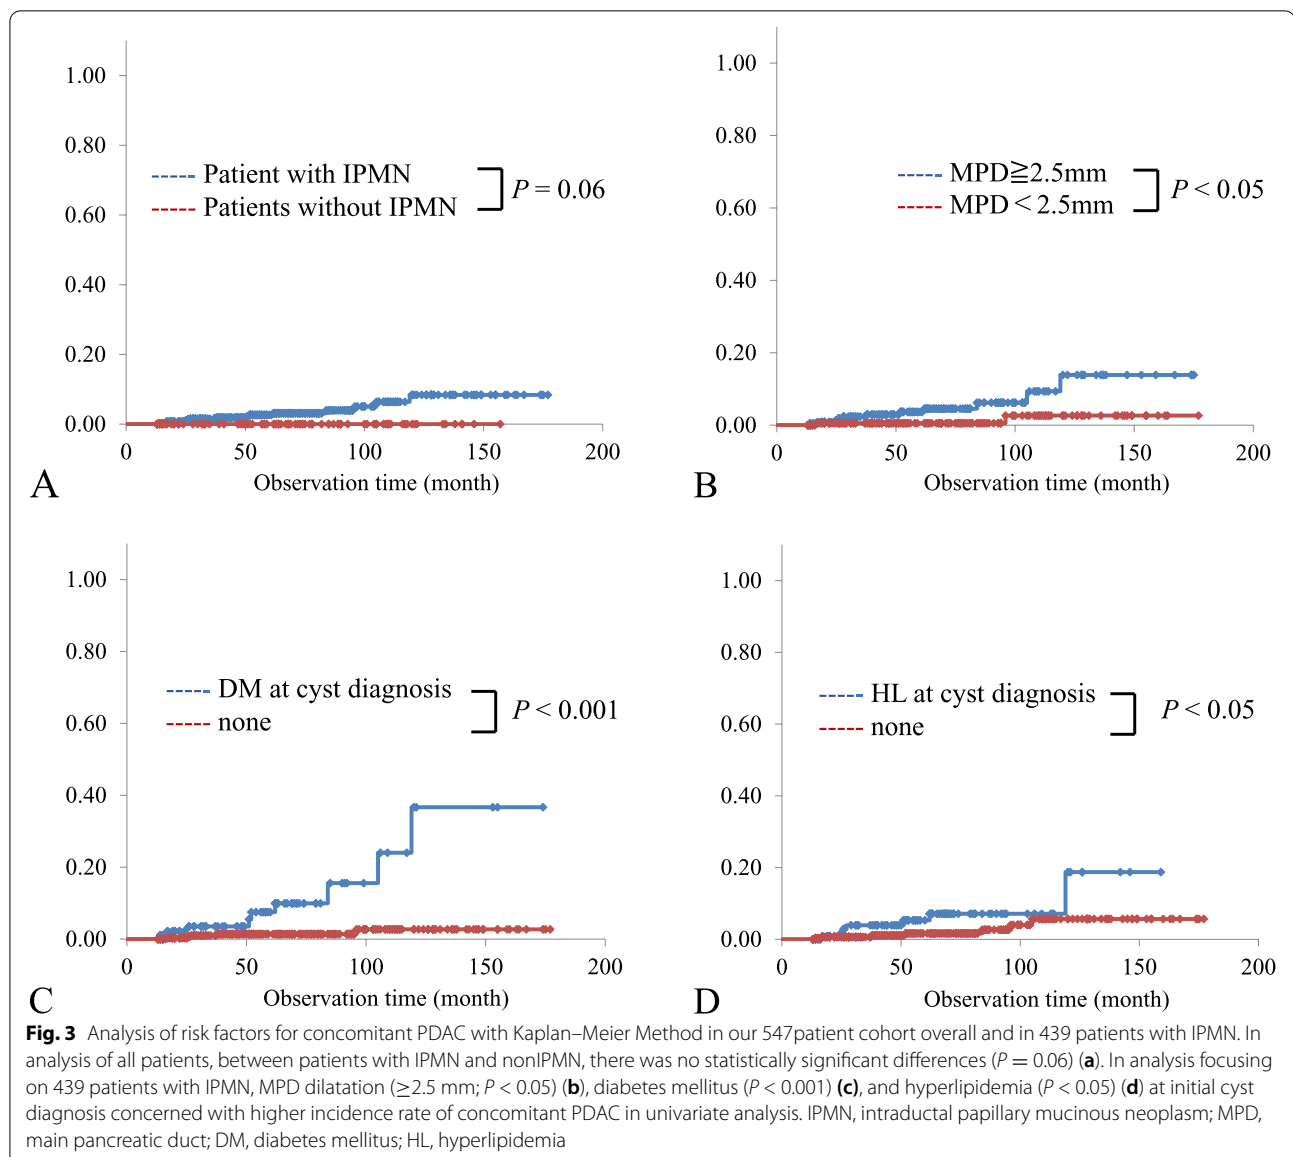 1.00
0.80
0.60
0.40
0.20
0.00
Patient with IPMN
Patients without IPMN
P = 0.06
0 50 100 150 200
Observation time (month)
A
1.00
0.80
0.60
0.40
0.20
0.00
MPD≧2.5mm
MPD＜2.5mm
P < 0.05
0 50 100 150 200
Observation time (month)
B
1.00
0.80
0.60
0.40
0.20
0.00
DM at cyst diagnosis
none
P < 0.001
0 50 100 150 200
Observation time (month)
C
1.00
0.80
0.60
0.40
0.20
0.00
HL at cyst diagnosis
none
P < 0.05
0 50 100 150 200
Observation time (month)
D
Fig. 3 Analysis of risk factors for concomitant PDAC with Kaplan–Meier Method in our 547patient cohort overall and in 439 patients with IPMN. In
analysis of all patients, between patients with IPMN and nonIPMN, there was no statistically significant differences (P = 0.06) (a). In analysis focusing
on 439 patients with IPMN, MPD dilatation (≥2.5 mm; P < 0.05) (b), diabetes mellitus (P < 0.001) (c), and hyperlipidemia (P < 0.05) (d) at initial cyst
diagnosis concerned with higher incidence rate of concomitant PDAC in univariate analysis. IPMN, intraductal papillary mucinous neoplasm; MPD,
main pancreatic duct; DM, diabetes mellitus; HL, hyperlipidemia